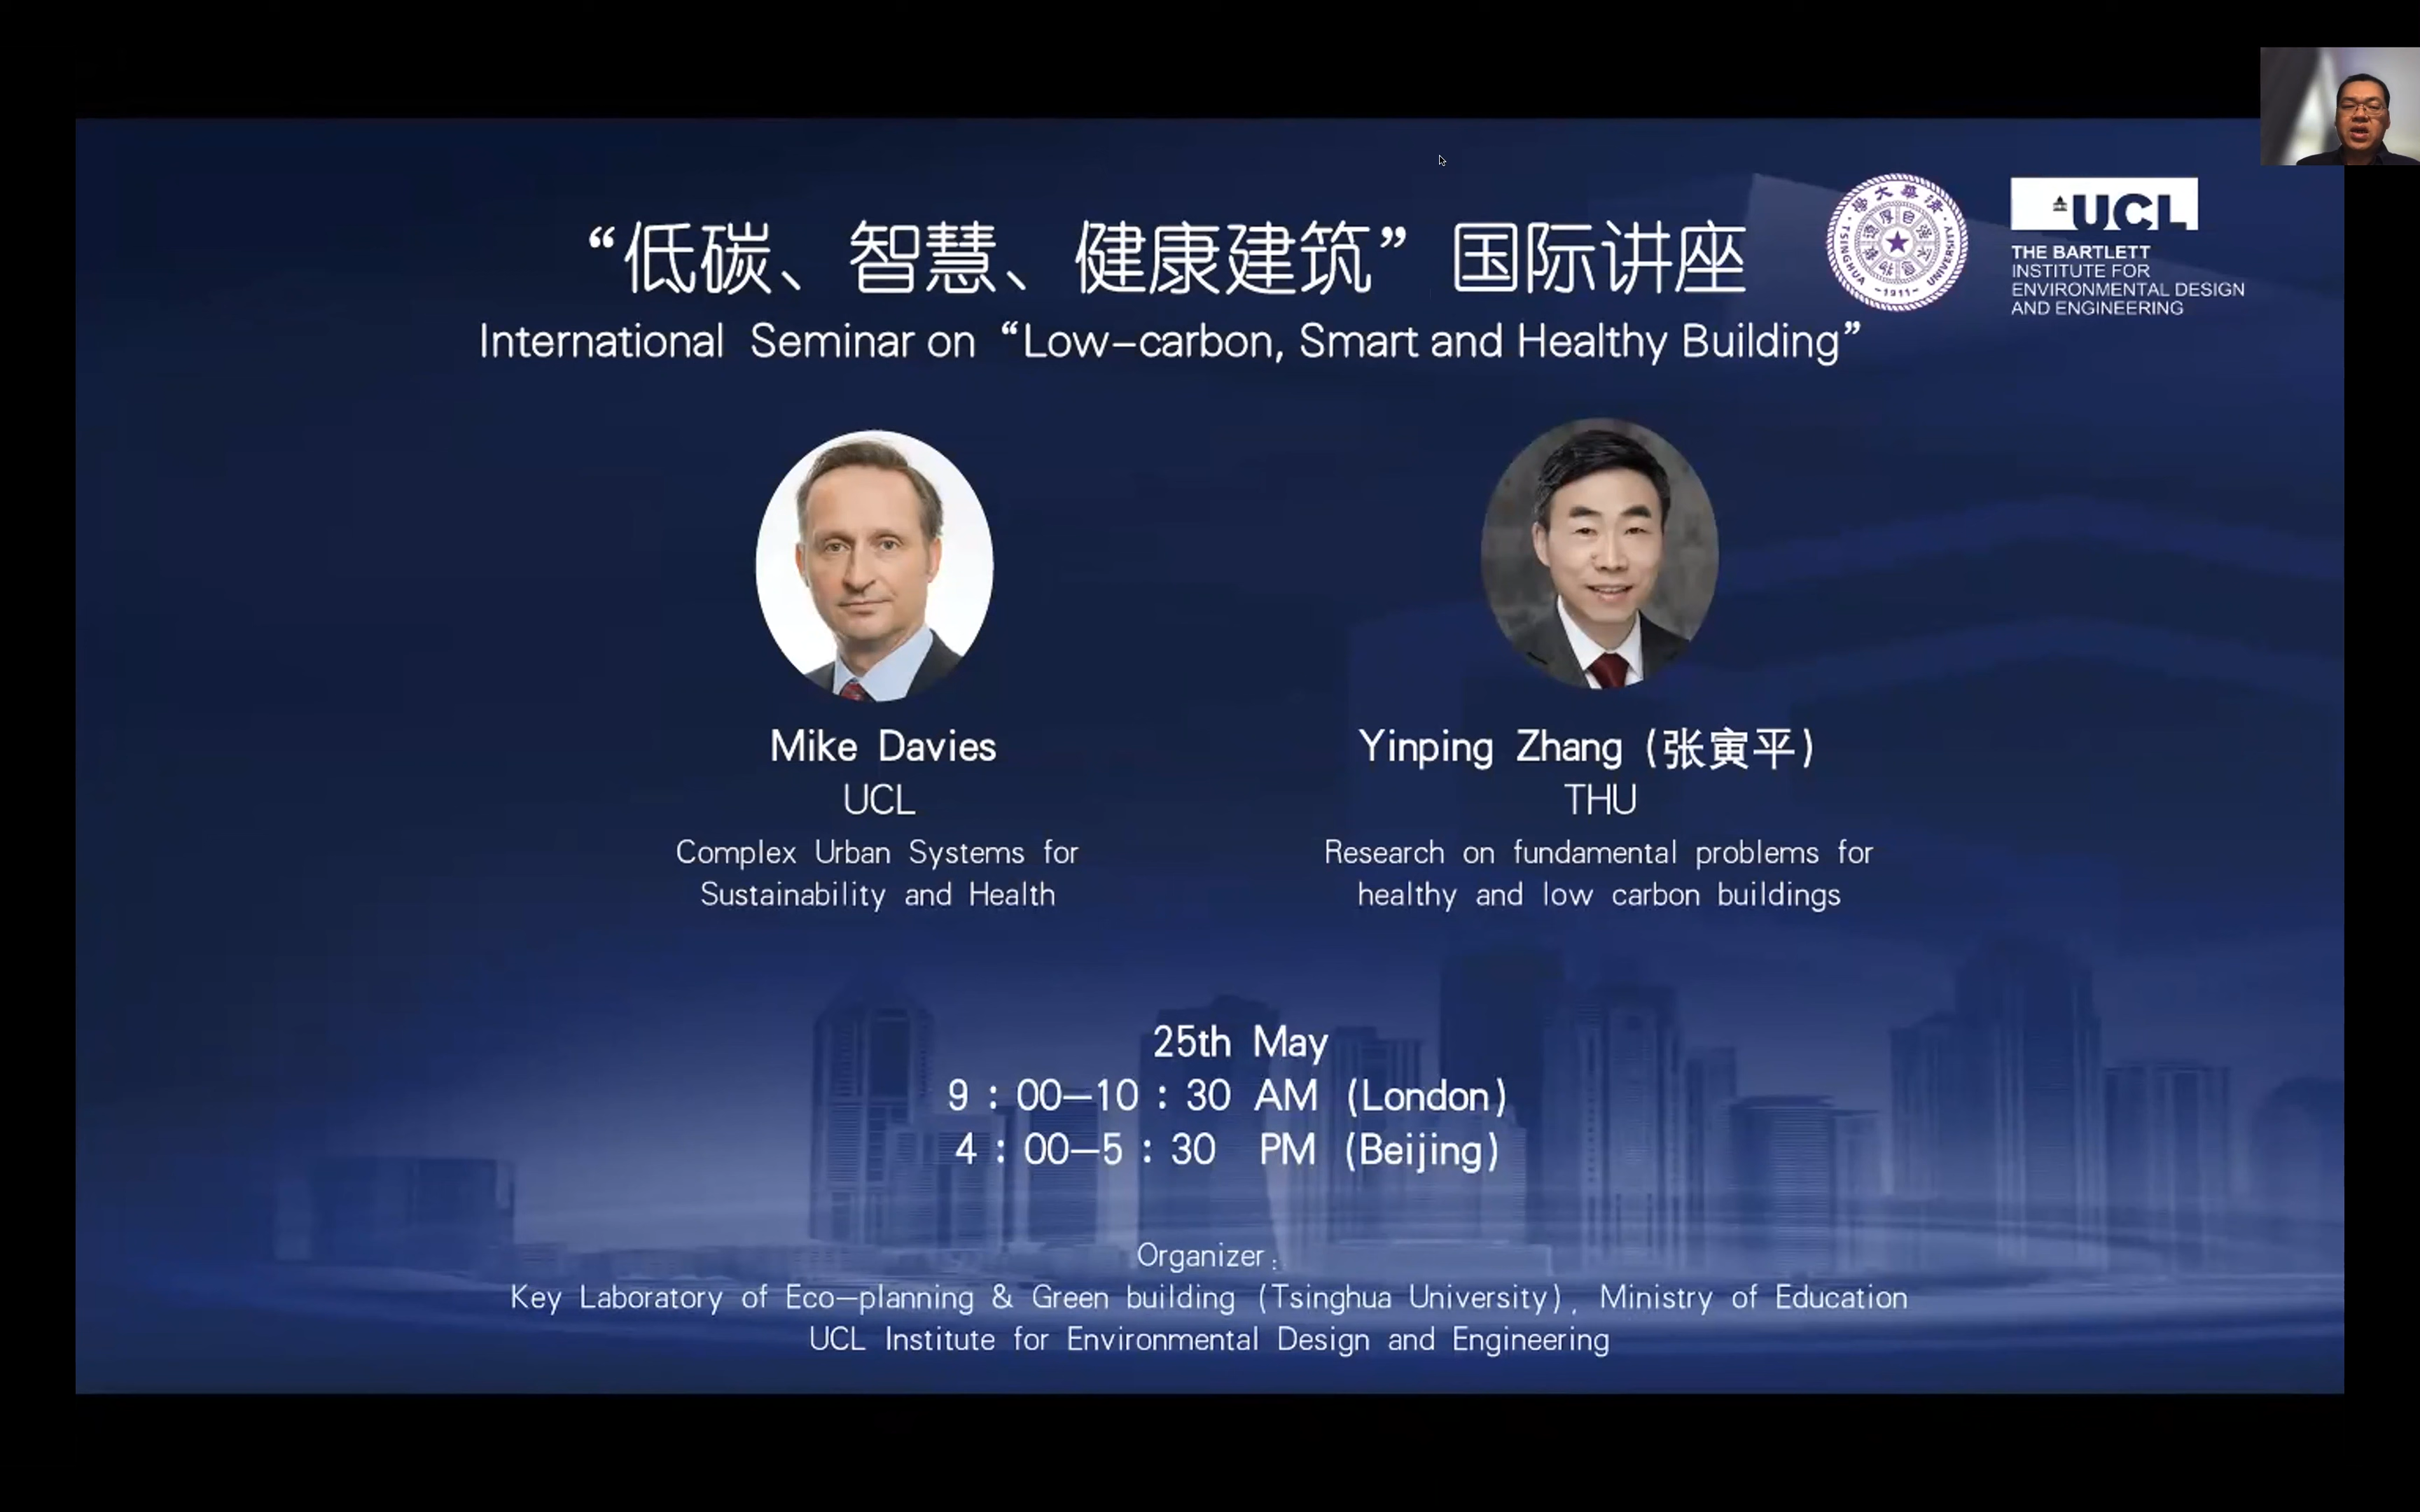 “低碳、智慧、健康建筑”国际讲座
International Seminar on “Low-carbon, Smart and Healthy Building”
TSINGHUA UNIVERSITY
-1911-
UCL
THE BARTLETT
INSTITUTE FOR
ENVIRONMENTAL DESIGN
AND ENGINEERING
Mike Davies
UCL
Complex Urban Systems for
Sustainability and Health
Yinping Zhang (张寅平)
THU
Research on fundamental problems for
healthy and low carbon buildings
25th May
9：00—10：30 AM (London)
4：00—5：30 PM (Beijing)
Organizer：
Key Laboratory of Eco-planning & Green building (Tsinghua University), Ministry of Education
UCL Institute for Environmental Design and Engineering